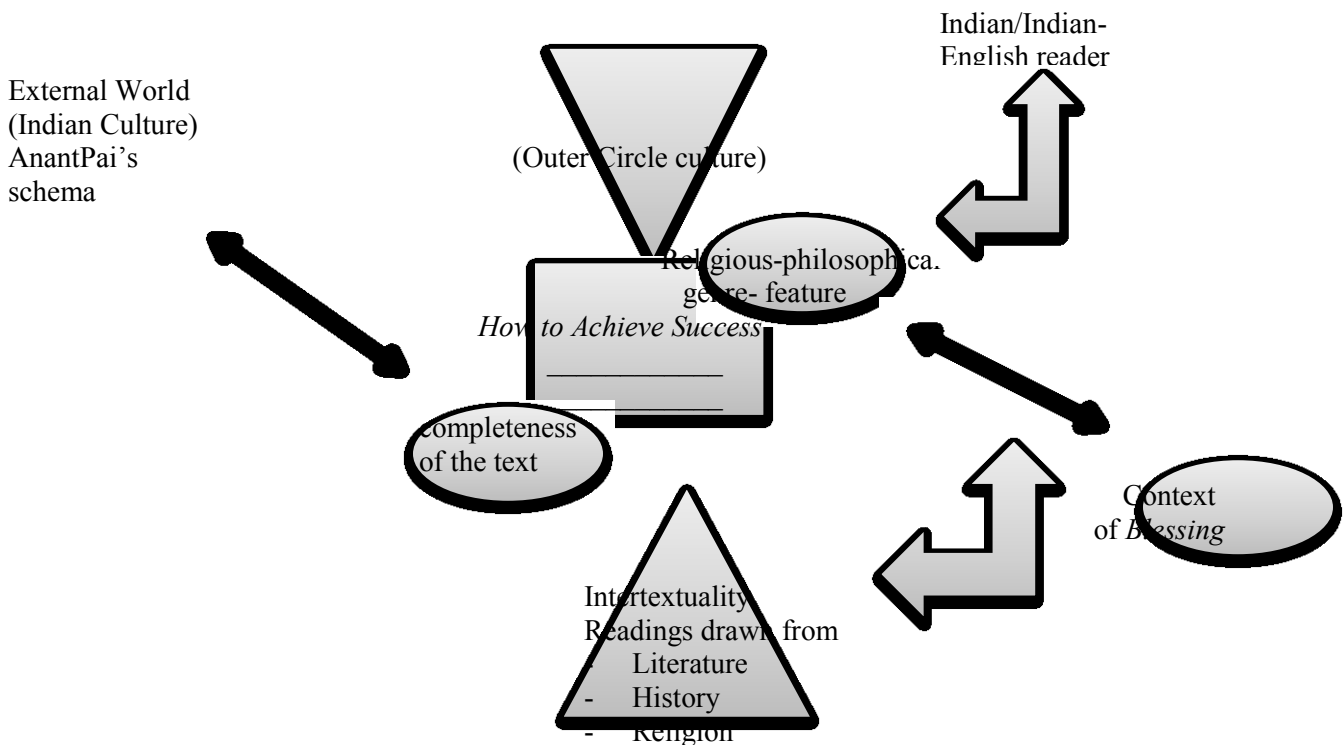 Indian/Indian-
English reader
External World
(Indian Culture)
AnantPai's
schema
(Outer Circle culture)
Religious-philosophical
genre- feature
How to Achieve Success
completeness
of the text
Context
of Blessing
Intertextuality
Readings drawn from
- Literature
- History
- Religion